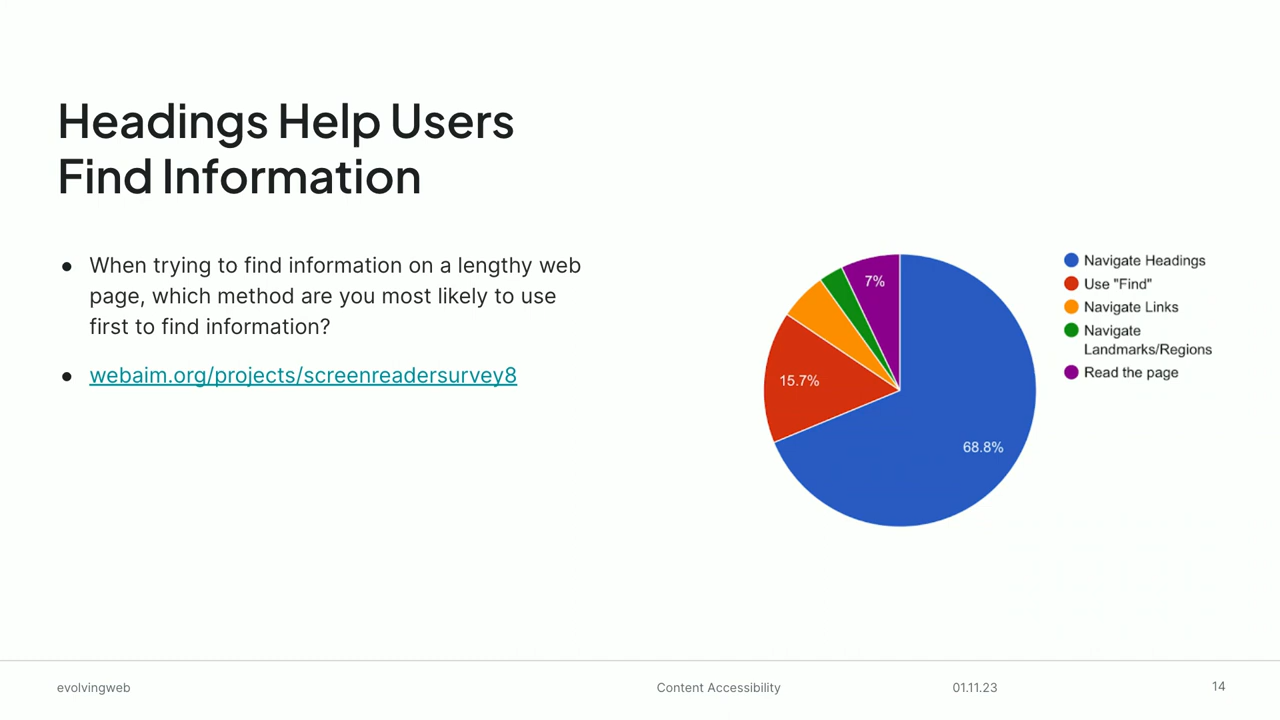 Headings Help Users
Find Information
● When trying to find information on a lengthy web
page, which method are you most likely to use
first to find information?
● webaim.org/projects/screenreadersurvey8
7%
15.7%
68.8%
Navigate Headings
Use "Find"
Navigate Links
Navigate
Landmarks/Regions
Read the page
evolvingweb
Content Accessibility
01.11.23
14